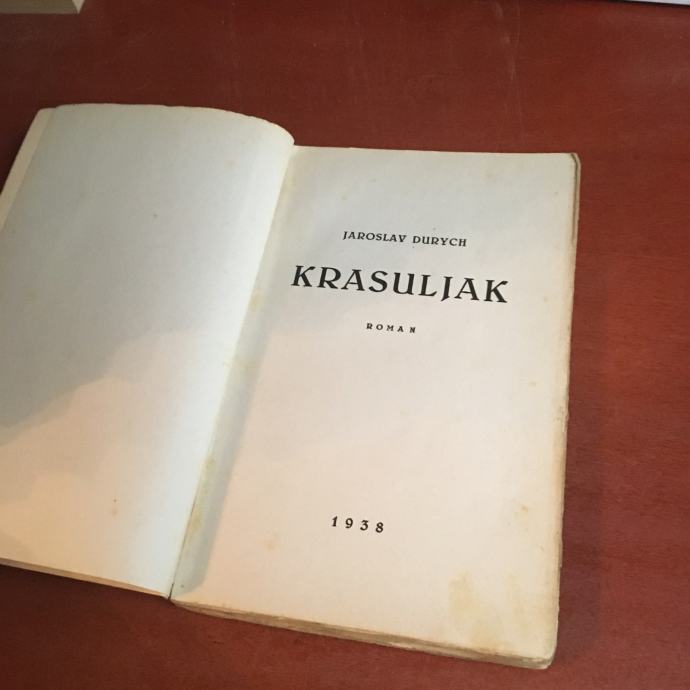 JAROSLAV DURYCH
KRASULJAK
ROMAN
1938